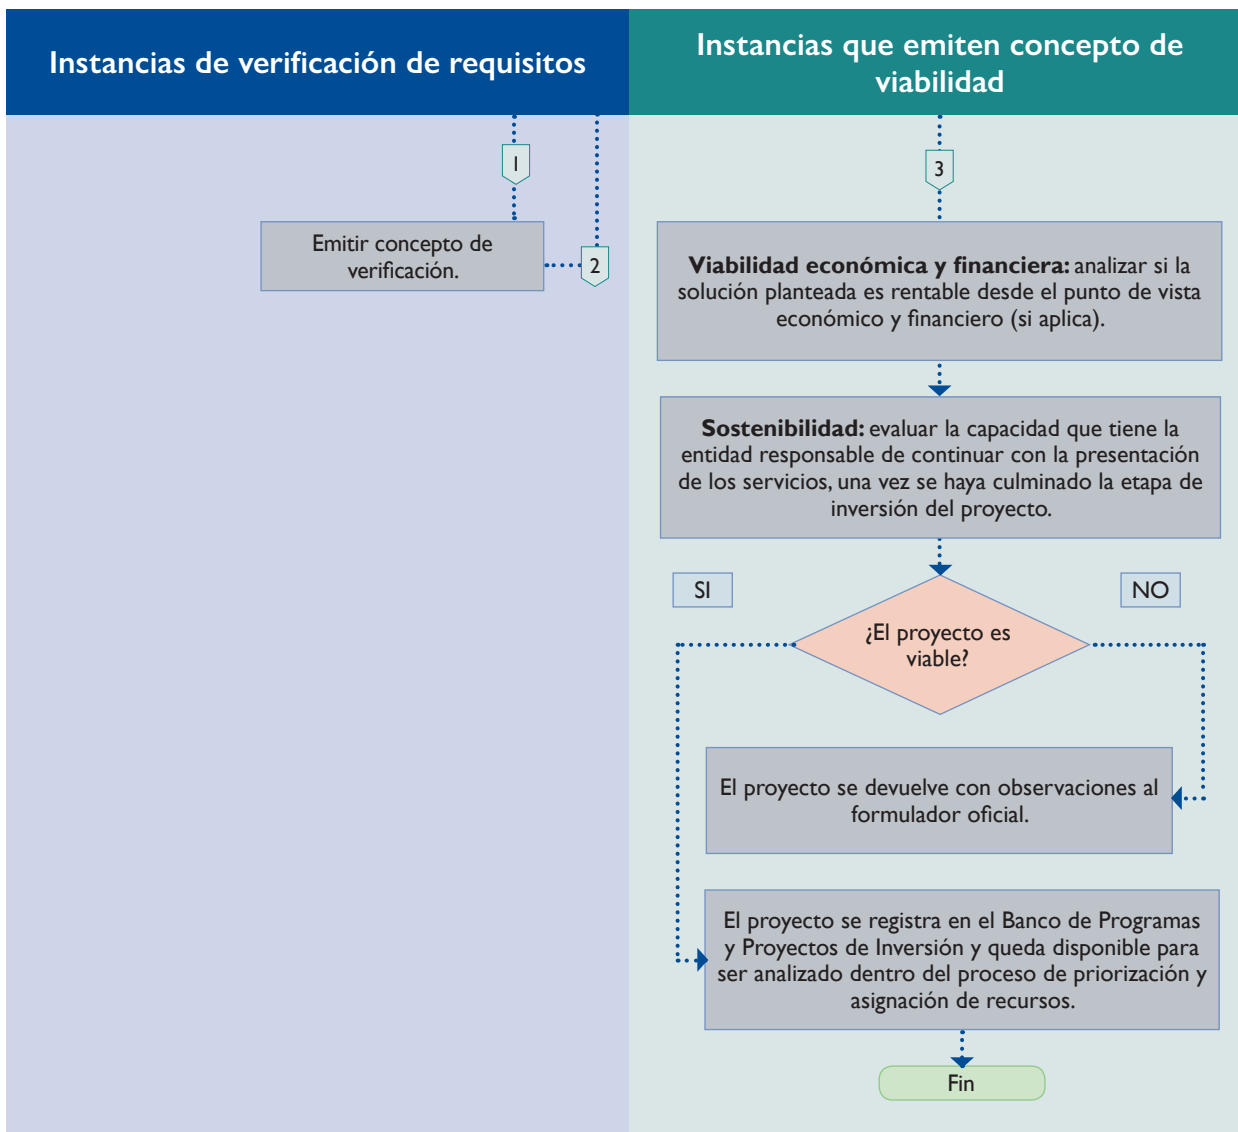 Instancias de verificación de requisitos
Instancias que emiten concepto de
viabilidad
1
Emitir concepto de
verificación.
2
3
Viabilidad económica y financiera: analizar si la
solución planteada es rentable desde el punto de vista
económico y financiero (si aplica).
Sostenibilidad: evaluar la capacidad que tiene la
entidad responsable de continuar con la presentación
de los servicios, una vez se haya culminado la etapa de
inversión del proyecto.
SI
NO
¿El proyecto es
viable?
El proyecto se devuelve con observaciones al
formulador oficial.
El proyecto se registra en el Banco de Programas
y Proyectos de Inversión y queda disponible para
ser analizado dentro del proceso de priorización y
asignación de recursos.
Fin